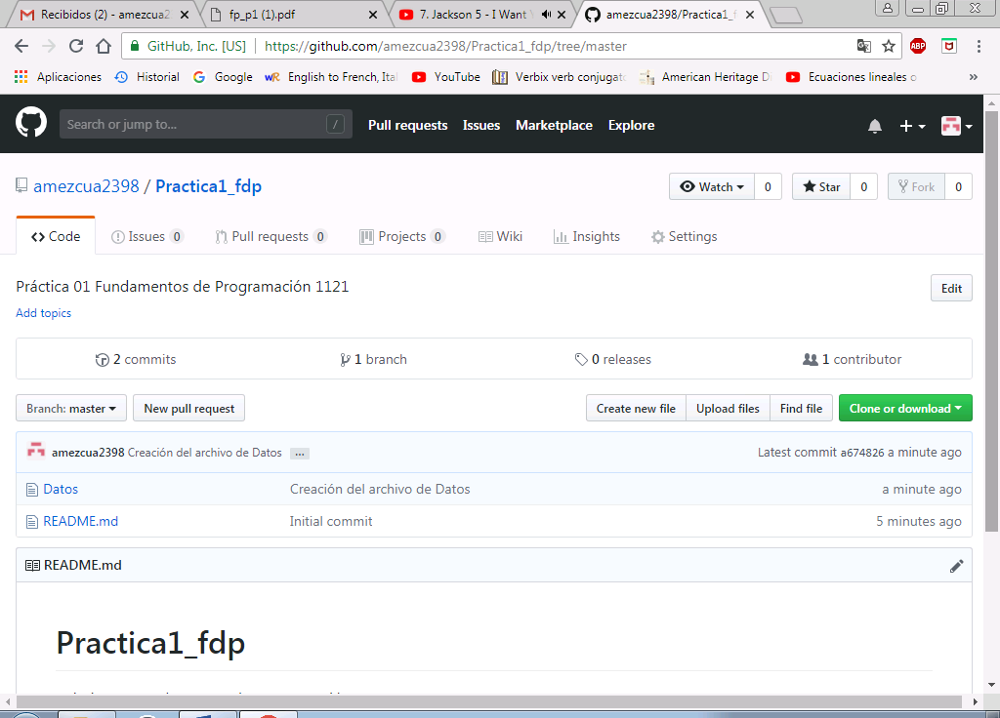 Recibidos (2) - amezcua2
fp_p1 (1).pdf
7. Jackson 5 - I Want
amezcua2398/Practica1_f
GitHub, Inc. [US]
https://github.com/amezcua2398/Practica1_fdp/tree/master
ABP
Aplicaciones
Historial
Google
English to French, Ita
YouTube
Verbix verb conjugat
American Heritage D
Ecuaciones lineales
»
Search or jump to...
/
Pull requests
Issues
Marketplace
Explore
amezcua2398 / Practica1_fdp
Watch
0
Star
0
Fork
0
Code
Issues 0
Pull requests 0
Projects 0
Wiki
Insights
Settings
Práctica 01 Fundamentos de Programación 1121
Edit
Add topics
2 commits
1 branch
0 releases
1 contributor
Branch: master
New pull request
Create new file
Upload files
Find file
Clone or download
amezcua2398 Creación del archivo de Datos ...
Latest commit a674826 a minute ago
Datos
Creación del archivo de Datos
a minute ago
README.md
Initial commit
5 minutes ago
README.md
Practica1_fdp